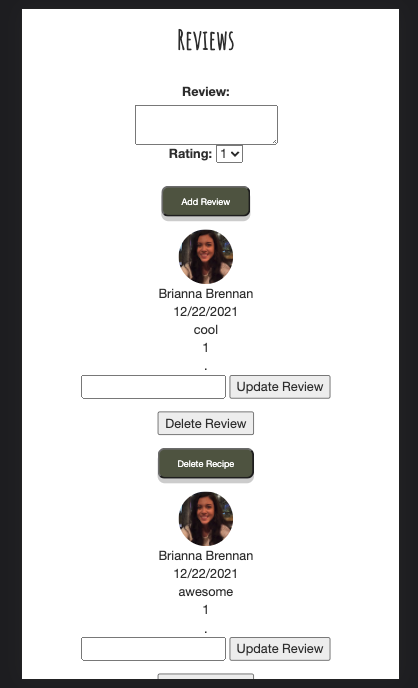 Reviews
Review:
Rating: 1
Add Review
Brianna Brennan
12/22/2021
cool
1
.
Update Review
Delete Review
Delete Recipe
Brianna Brennan
12/22/2021
awesome
1
.
Update Review